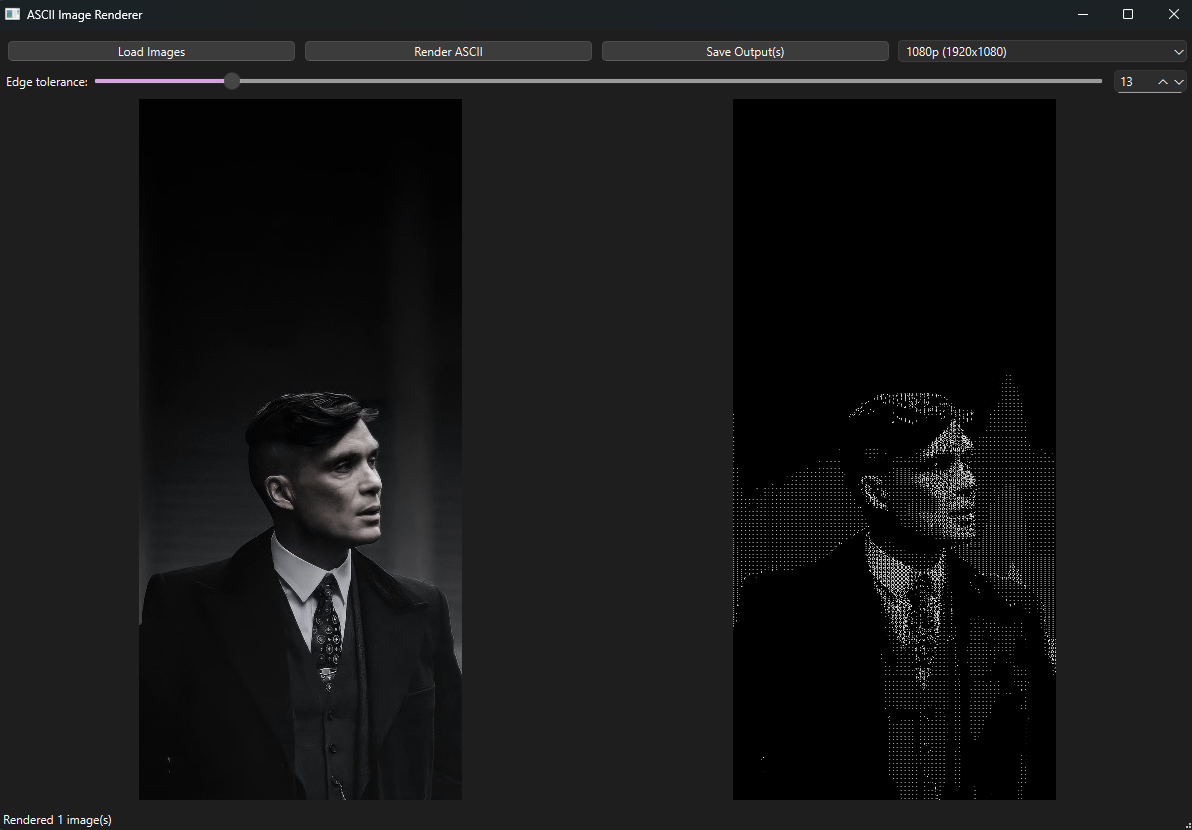 ASCII Image Renderer
Load Images
Render ASCII
Save Output(s)
1080p (1920x1080)
Edge tolerance:
13
Rendered 1 image(s)